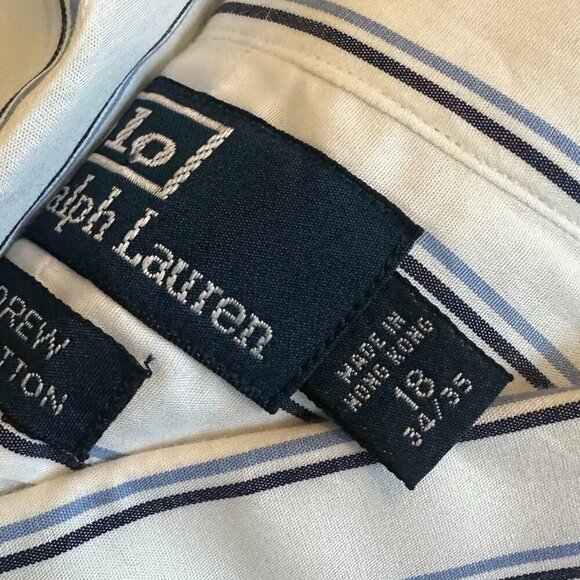 lo
alph Lauren
DREW
TTON
MADE IN
HONG KONG
18
34/35